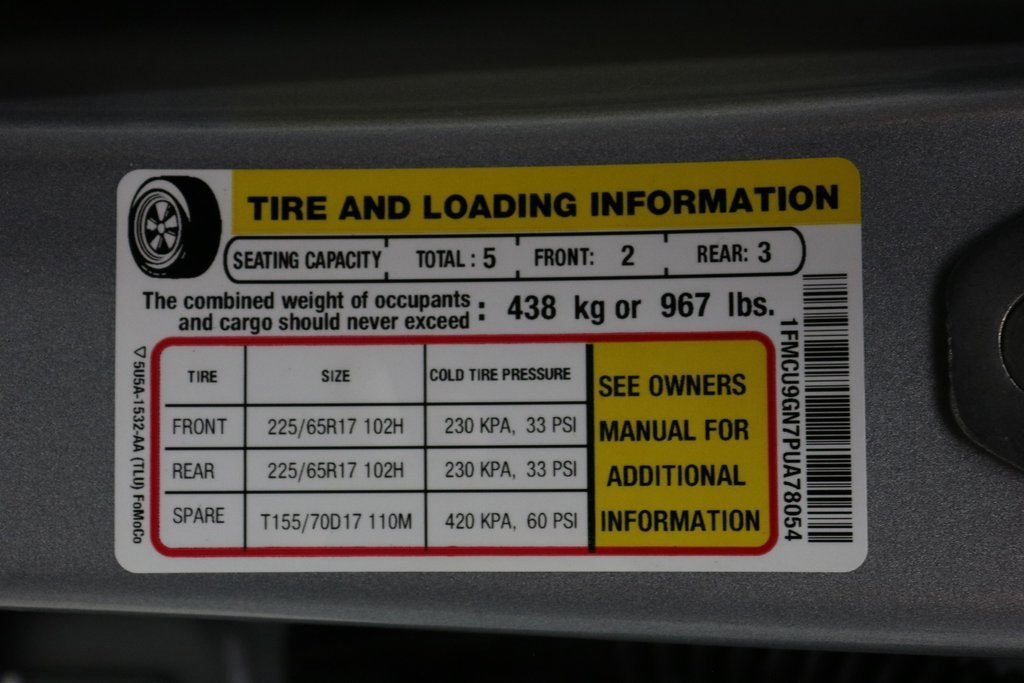 TIRE AND LOADING INFORMATION
SEATING CAPACITY TOTAL : 5 FRONT: 2 REAR: 3
The combined weight of occupants
and cargo should never exceed : 438 kg or 967 lbs.
TIRE SIZE COLD TIRE PRESSURE
FRONT 225/65R17 102H 230 KPA, 33 PSI
REAR 225/65R17 102H 230 KPA, 33 PSI
SPARE T155/70D17 110M 420 KPA, 60 PSI
SEE OWNERS
MANUAL FOR
ADDITIONAL
INFORMATION
5U5A-1532-AA (TLU) FoMoCo
1FMCU9GN7PUA78054